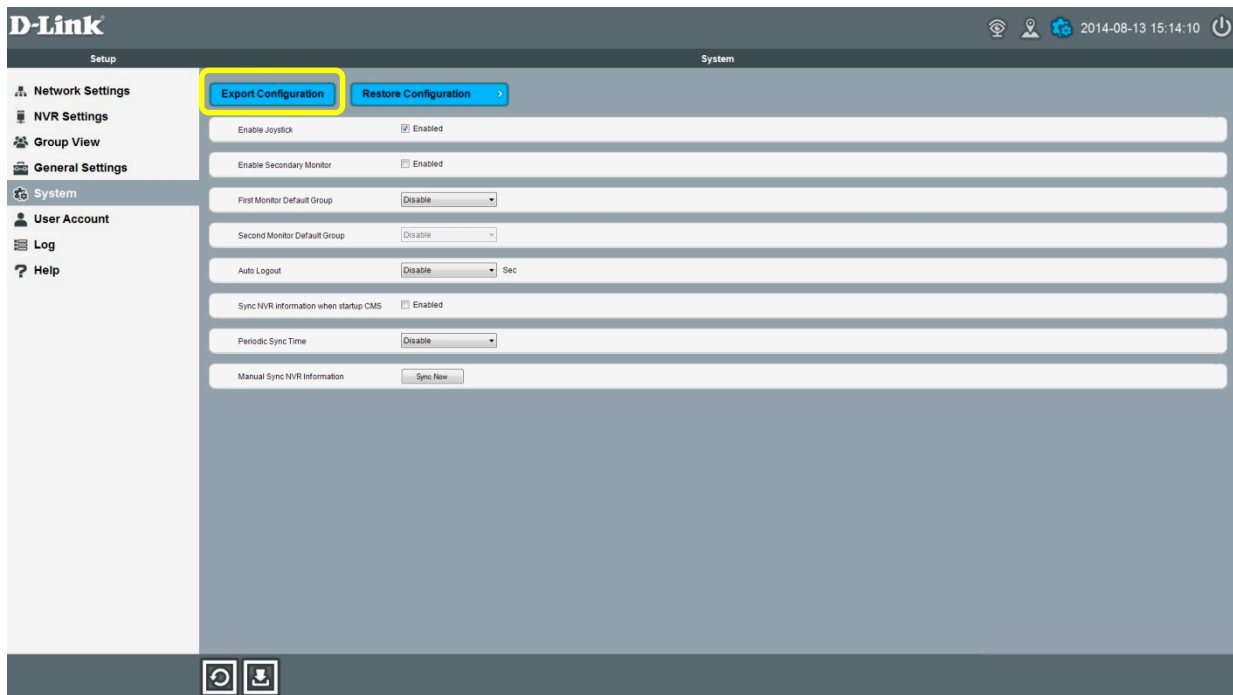 D-Link
2014-08-13 15:14:10
Setup
System
Network Settings
NVR Settings
Group View
General Settings
System
User Account
Log
Help
Export Configuration
Restore Configuration >
Enable Joystick Enabled
Enable Secondary Monitor Enabled
First Monitor Default Group Disable
Second Monitor Default Group Disable
Auto Logout Disable Sec
Sync NVR information when startup CMS Enabled
Periodic Sync Time Disable
Manual Sync NVR Information Sync Now